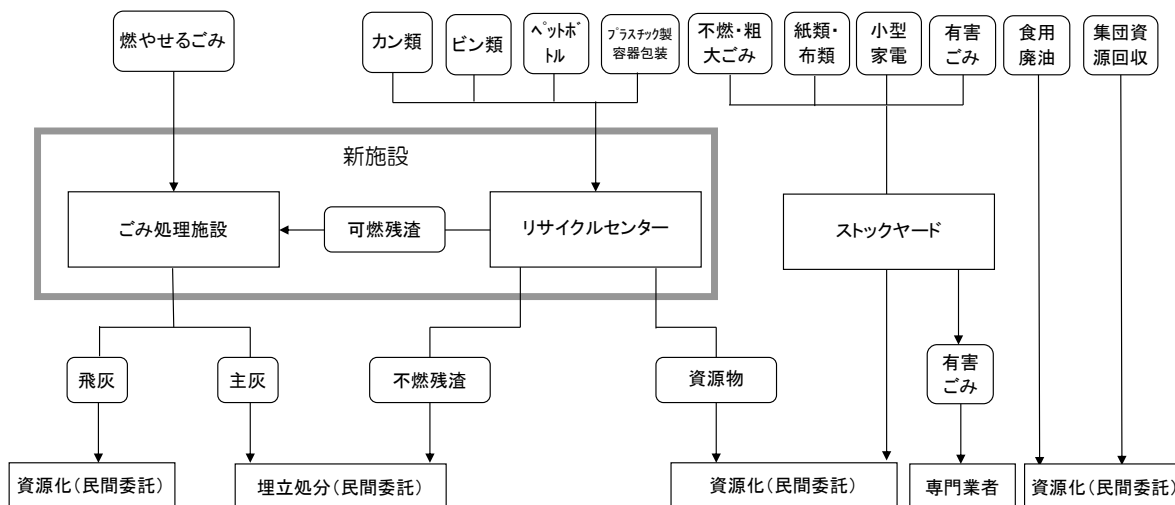 燃やせるごみ
カン類
ビン類
ペットボ
トル
プラスチック製
容器包装
不燃・粗
大ごみ
紙類・
布類
小型
家電
有害
ごみ
食用
廃油
集団資
源回収
新施設
ごみ処理施設
可燃残渣
リサイクルセンター
ストックヤード
飛灰
主灰
不燃残渣
資源物
有害
ごみ
資源化(民間委託)
埋立処分(民間委託)
資源化(民間委託)
専門業者
資源化(民間委託)